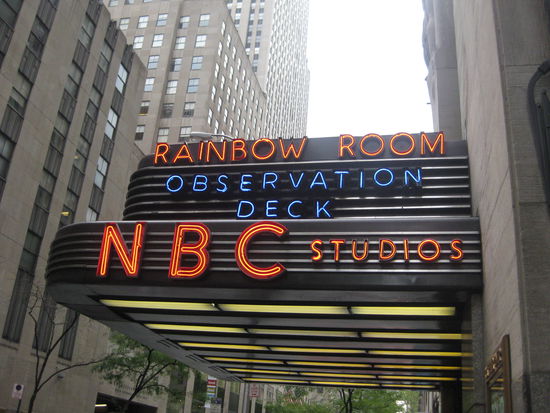 RAINBOW ROOM
OBSERVATION
DECK
NBC STUDIOS